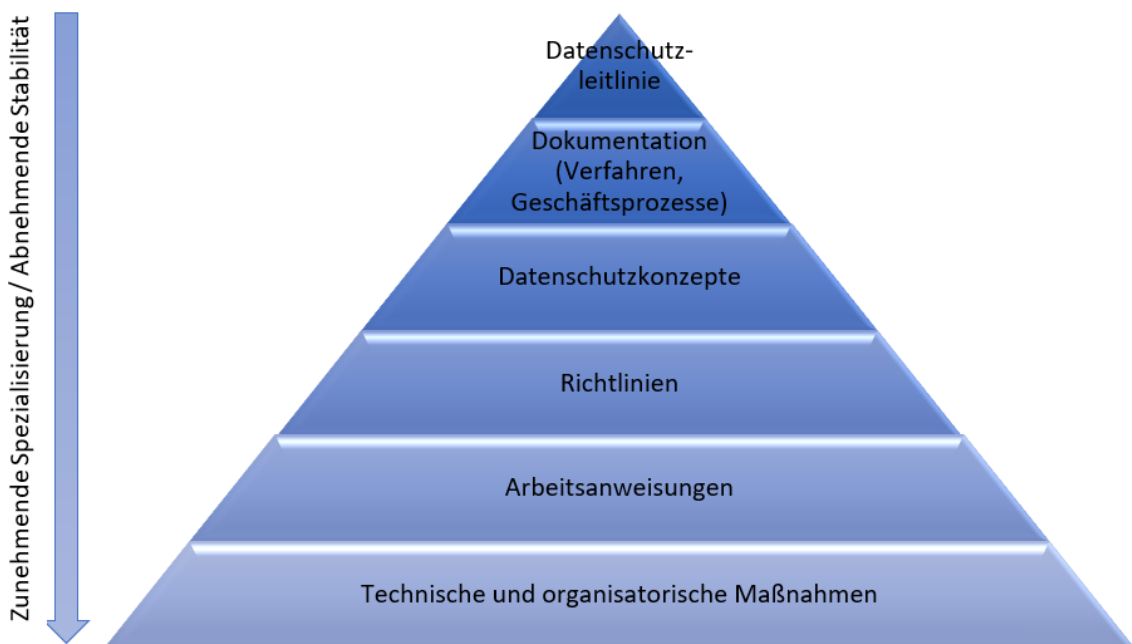 Zunehmende Spezialisierung / Abnehmende Stabilität
Datenschutz-
leitlinie
Dokumentation
(Verfahren,
Geschäftsprozesse)
Datenschutzkonzepte
Richtlinien
Arbeitsanweisungen
Technische und organisatorische Maßnahmen